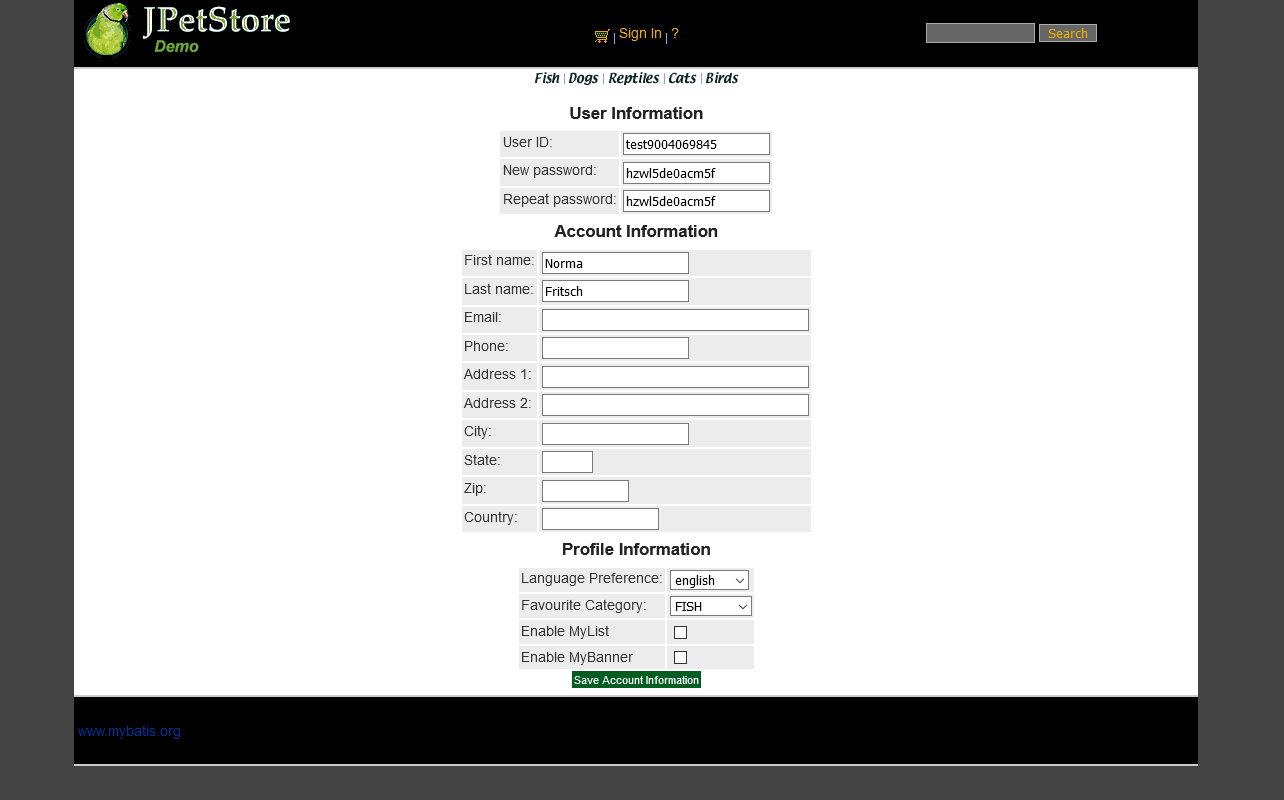 JPetStore
Demo
Sign In ?
Search
Fish Dogs Reptiles Cats Birds
User Information
User ID: test9004069845
New password: hzwl5de0acm5f
Repeat password: hzwl5de0acm5f
Account Information
First name: Norma
Last name: Fritsch
Email:
Phone:
Address 1:
Address 2:
City:
State:
Zip:
Country:
Profile Information
Language Preference: english
Favourite Category: FISH
Enable MyList
Enable MyBanner
Save Account Information
www.mybatis.org